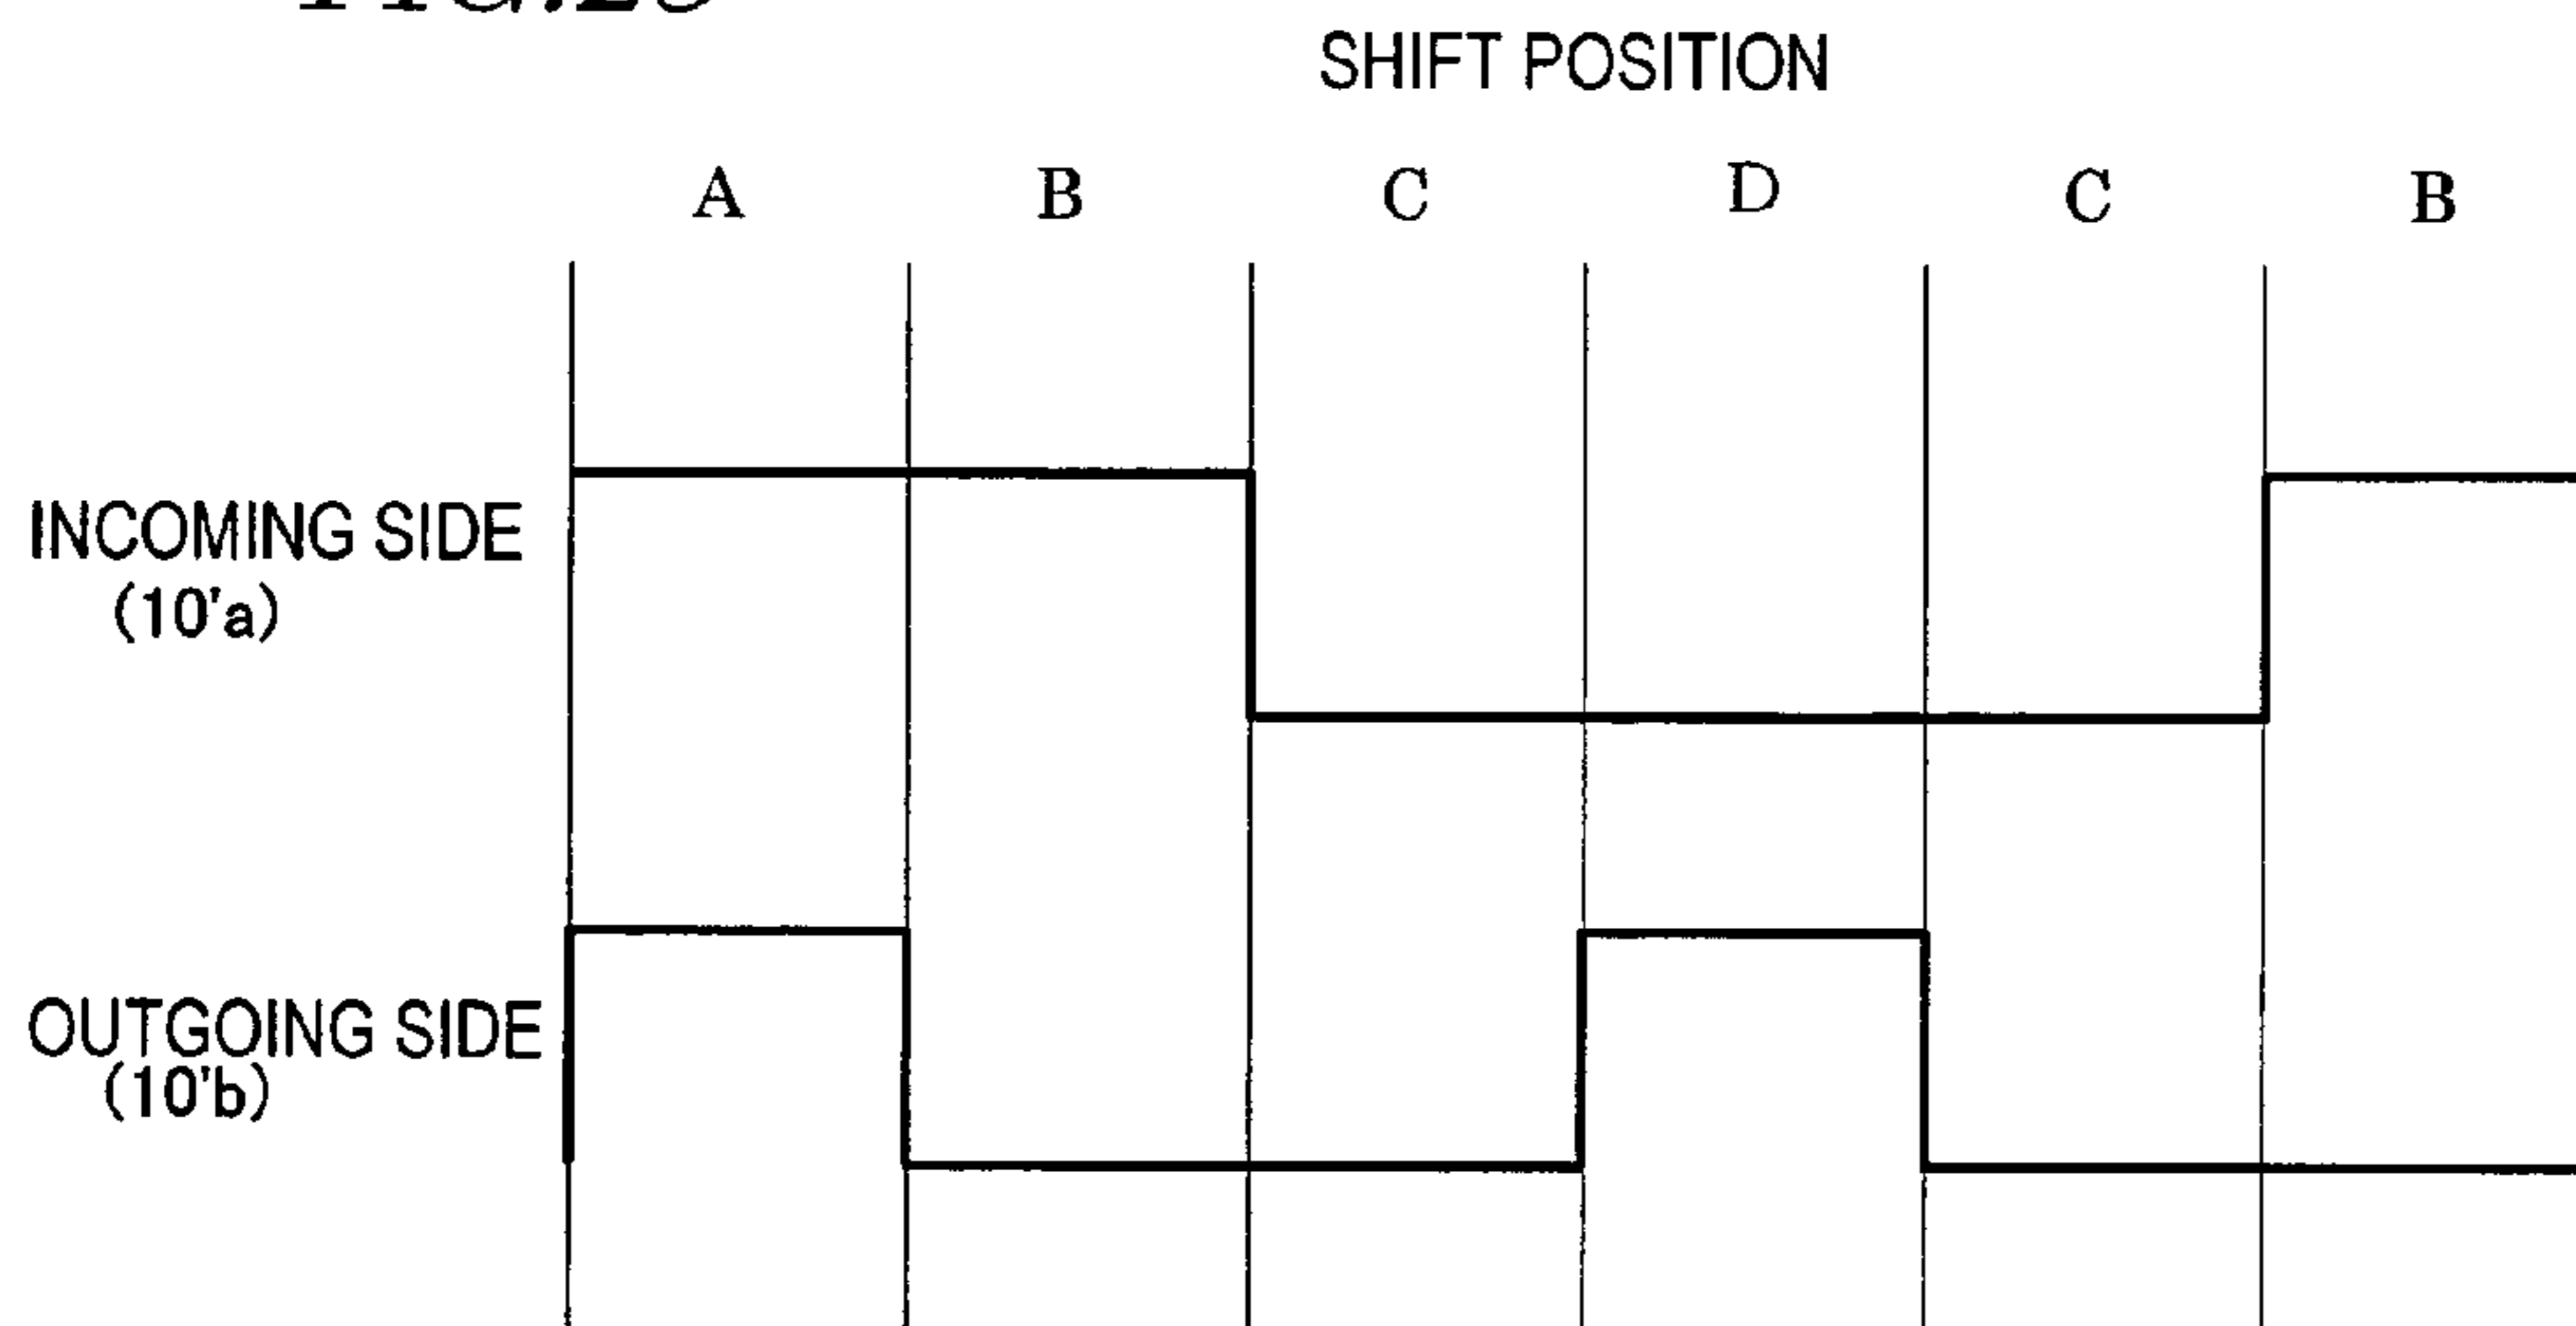 SHIFT POSITION
A B C D C B
INCOMING SIDE
(10'a)
OUTGOING SIDE
(10'b)